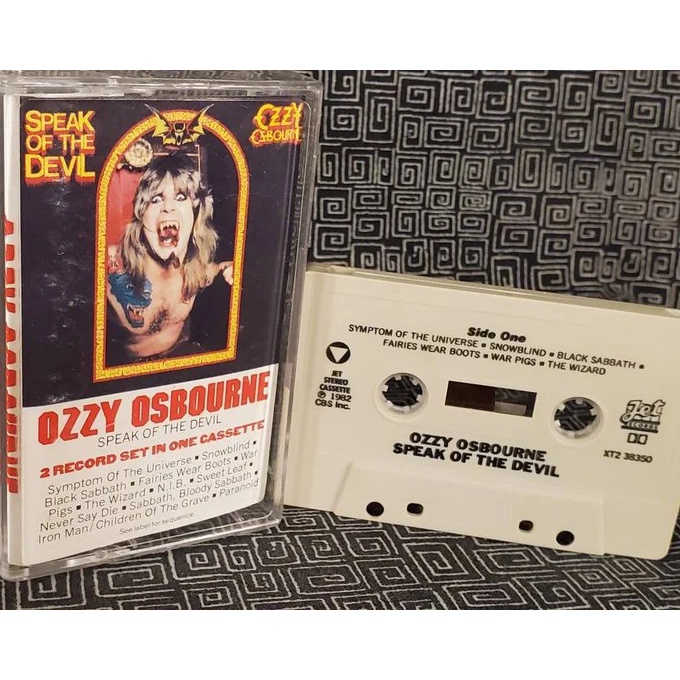 SPEAK
OF THE
DEVIL
OZZY
OSBOURNE
OZZY OSBOURNE
SPEAK OF THE DEVIL
2 RECORD SET IN ONE CASSETTE
Symptom Of The Universe ▪ Snowblind ▪
Black Sabbath ▪ Fairies Wear Boots ▪ War
Pigs ▪ The Wizard ▪ N.I.B. ▪ Sweet Leaf ▪
Never Say Die ▪ Sabbath, Bloody Sabbath ▪
Iron Man/Children Of The Grave ▪ Paranoid
See label for sequence
Side One
SYMPTOM OF THE UNIVERSE ▪ SNOWBLIND ▪ BLACK SABBATH ▪
FAIRIES WEAR BOOTS ▪ WAR PIGS ▪ THE WIZARD
JET
STEREO
CASSETTE
℗ 1982
CBS Inc.
Jet
RECORDS
XT2 38350
OZZY OSBOURNE
SPEAK OF THE DEVIL